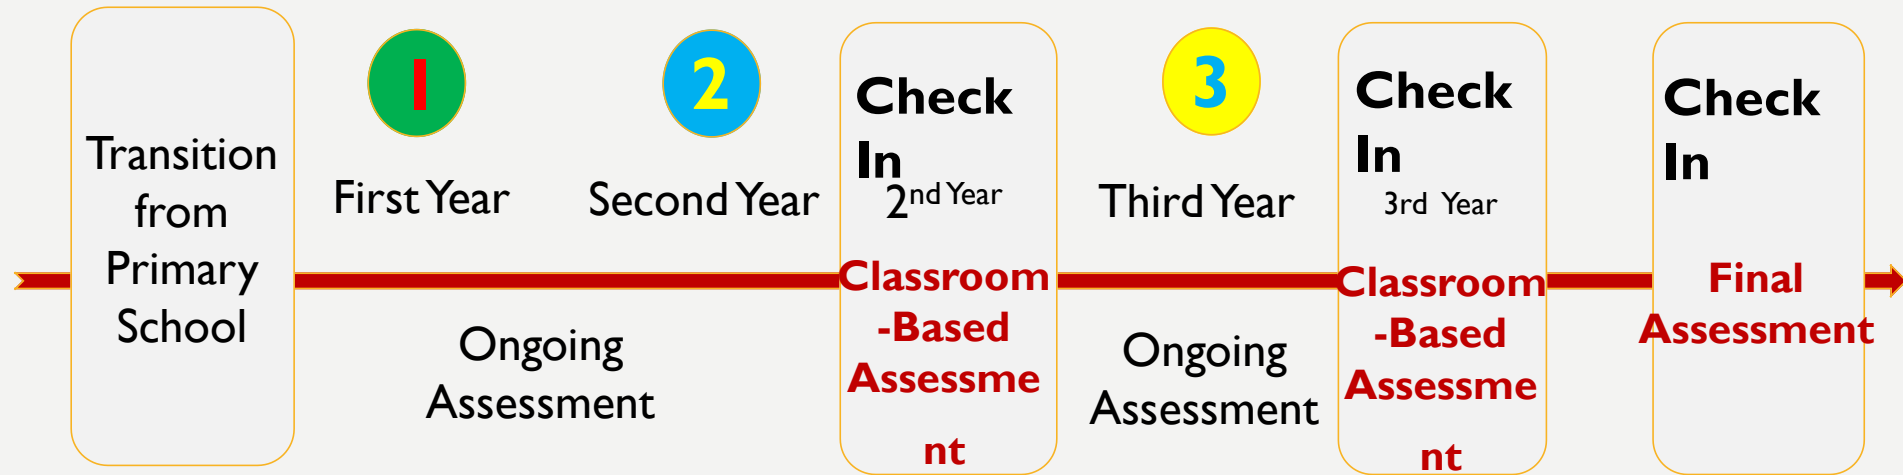 Transition
from
Primary
School
1
First Year
2
Second Year
Ongoing
Assessment
Check
In
2nd Year
Classroom
-Based
Assessme
nt
3
Third Year
Ongoing
Assessment
Check
In
3rd Year
Classroom
-Based
Assessme
nt
Check
In
Final
Assessment